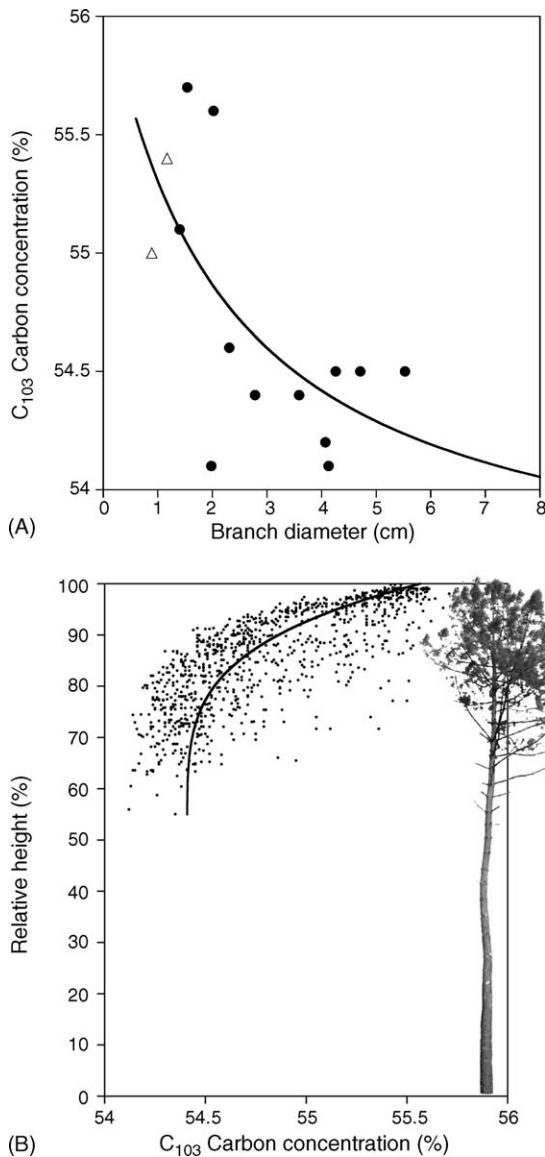 56
55.5
55
54.5
54
C103 Carbon concentration (%)
0 1 2 3 4 5 6 7 8
Branch diameter (cm)
(A)
100
90
80
70
60
50
40
30
20
10
0
Relative height (%)
54 54.5 55 55.5 56
C103 Carbon concentration (%)
(B)